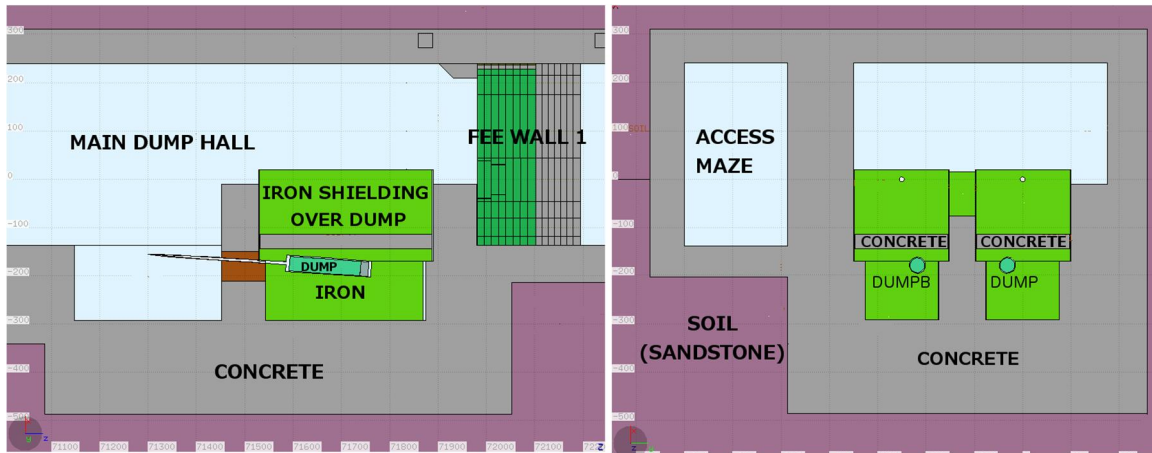 300
200
100
0
-100
-200
-300
-400
-500
MAIN DUMP HALL
FEE WALL 1
IRON SHIELDING
OVER DUMP
DUMP
IRON
CONCRETE
71100
71200
71300
71400
71500
71600
71700
71800
71900
72000
72100
z
y
Z
300
200
100
0
-100
-200
-300
-400
-500
SOIL
ACCESS
MAZE
CONCRETE
CONCRETE
DUMPB
DUMP
SOIL
(SANDSTONE)
CONCRETE